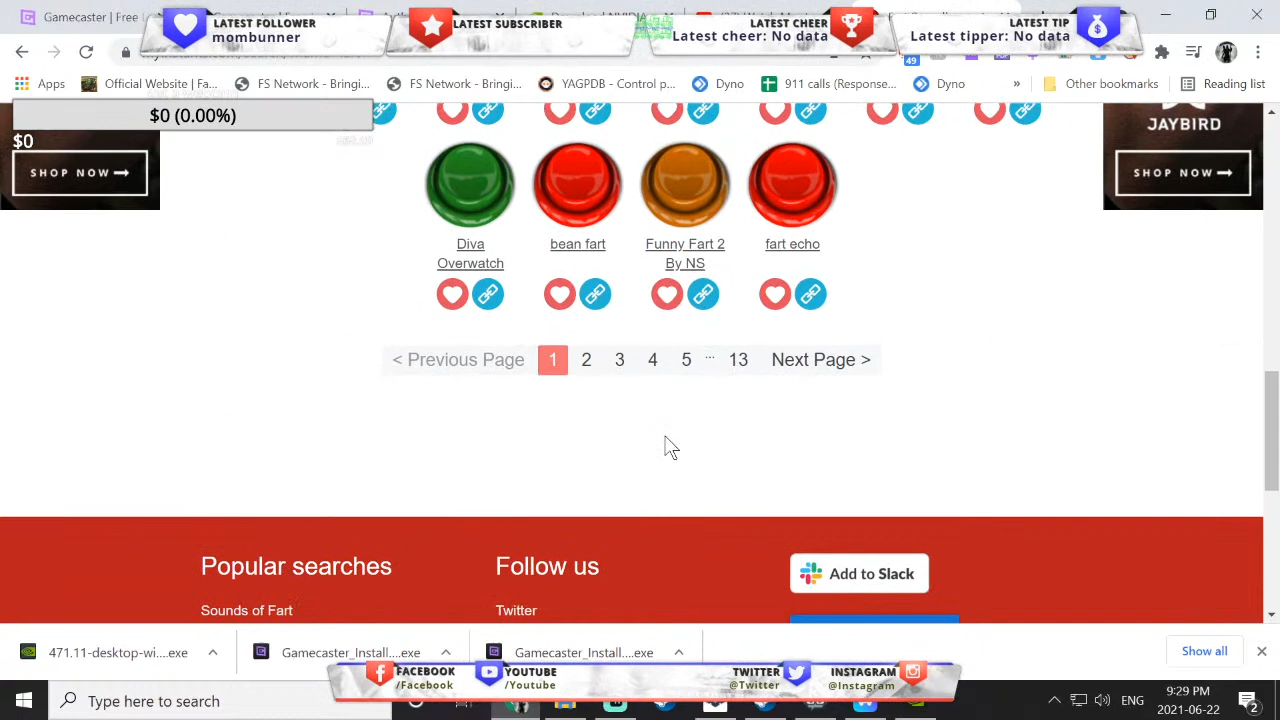 LATEST FOLLOWER
mombunner
LATEST SUBSCRIBER
LATEST CHEER
Latest cheer: No data
LATEST TIP
Latest tipper: No data
49
Apps
Official Website of...
FS Network - Bringi...
FS Network - Bringi...
YAGPDB - Control p...
Dyno
911 calls (Response...
Dyno
»
Other bookmarks
Reading list
$0 (0.00%)
$0
SHOP NOW
JAYBIRD
SHOP NOW
Diva
Overwatch
bean fart
Funny Fart 2
By NS
fart echo
< Previous Page
1
2
3
4
5
...
13
Next Page >
Popular searches
Follow us
Add to Slack
Sounds of Fart
Twitter
471.11-desktop-wi....exe
Gamecaster_Install....exe
Gamecaster_Install....exe
Show all
FACEBOOK
/Facebook
YOUTUBE
/Youtube
TWITTER
@Twitter
INSTAGRAM
@Instagram
Type here to search
ENG
9:29 PM
2021-06-22
2